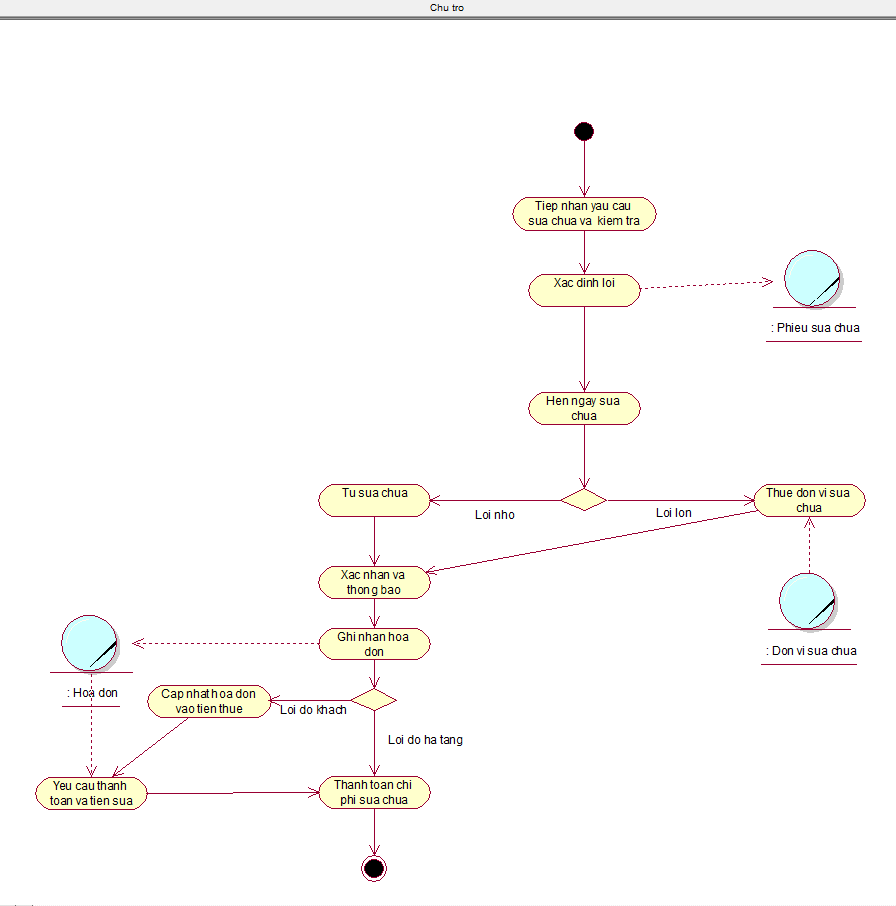 Chu tro
Tiep nhan yau cau
sua chua va kiem tra
Xac dinh loi
: Phieu sua chua
Hen ngay sua
chua
Tu sua chua
Loi nho
Loi lon
Thue don vi sua
chua
Xac nhan va
thong bao
Ghi nhan hoa
don
: Don vi sua chua
: Hoa don
Cap nhat hoa don
vao tien thue
Loi do khach
Loi do ha tang
Yeu cau thanh
toan va tien sua
Thanh toan chi
phi sua chua